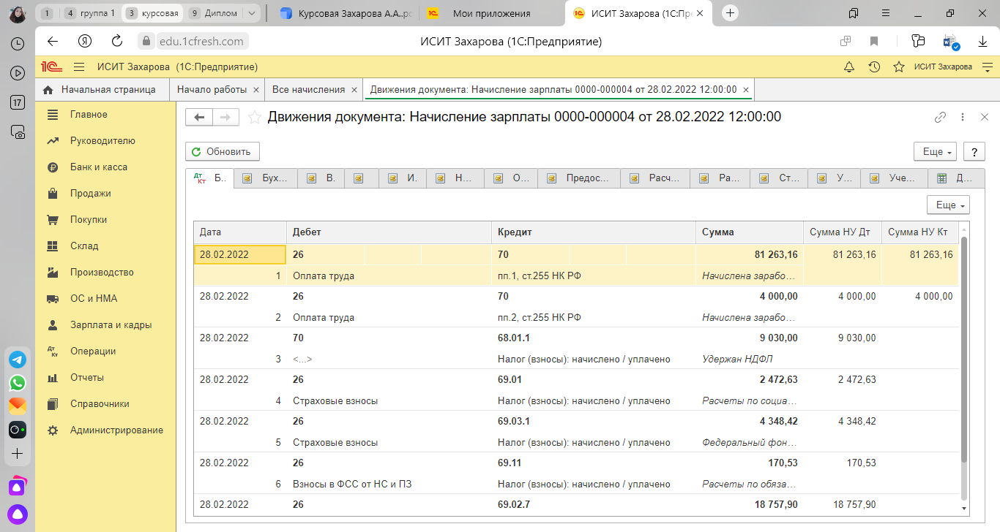 1 4 группа 1 3 курсовая 9 Диплом Курсовая Захарова А.А..рс Мои приложения ИСИТ Захарова (1С:Пре
edu.1cfresh.com ИСИТ Захарова (1С:Предприятие)
ИСИТ Захарова (1С:Предприятие) ИСИТ Захарова
Начальная страница Начало работы × Все начисления × Движения документа: Начисление зарплаты 0000-000004 от 28.02.2022 12:00:00 ×
17
Главное
Руководителю
Банк и касса
Продажи
Покупки
Склад
Производство
ОС и НМА
Зарплата и кадры
Операции
Отчеты
Справочники
Администрирование
Движения документа: Начисление зарплаты 0000-000004 от 28.02.2022 12:00:00
Обновить Еще ?
Дт Кт Б.. Бух... В. И. Н... О... Предос... Расч... Ра... Ст... У... Уче... Д...
Еще
Дата Дебет Кредит Сумма Сумма НУ Дт Сумма НУ Кт
28.02.2022 26 70 81 263,16 81 263,16 81 263,16
1 Оплата труда пп.1, ст.255 НК РФ Начислена зарабо...
28.02.2022 26 70 4 000,00 4 000,00 4 000,00
2 Оплата труда пп.2, ст.255 НК РФ Начислена зарабо...
28.02.2022 70 68.01.1 9 030,00 9 030,00
3 <...> Налог (взносы): начислено / уплачено Удержан НДФЛ
28.02.2022 26 69.01 2 472,63 2 472,63
4 Страховые взносы Налог (взносы): начислено / уплачено Расчеты по социа...
28.02.2022 26 69.03.1 4 348,42 4 348,42
5 Страховые взносы Налог (взносы): начислено / уплачено Федеральный фон...
28.02.2022 26 69.11 170,53 170,53
6 Взносы в ФСС от НС и ПЗ Налог (взносы): начислено / уплачено Расчеты по обяза...
28.02.2022 26 69.02.7 18 757,90 18 757,90